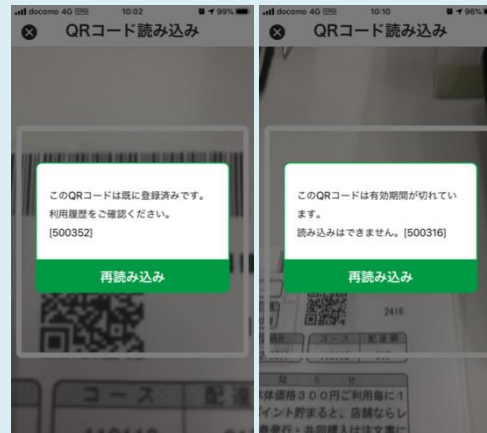 docomo 4G
10:02
99%
QRコード読み込み
このQRコードは既に登録済みです。
利用履歴をご確認ください。
[500352]
再読み込み
コース
配達
docomo 4G
10:10
96%
QRコード読み込み
このQRコードは有効期間が切れてい
ます。
読み込みはできません。[500316]
再読み込み
2416
コース
体価格300円ご利用毎に1
イント貯まると、店舗ならレ